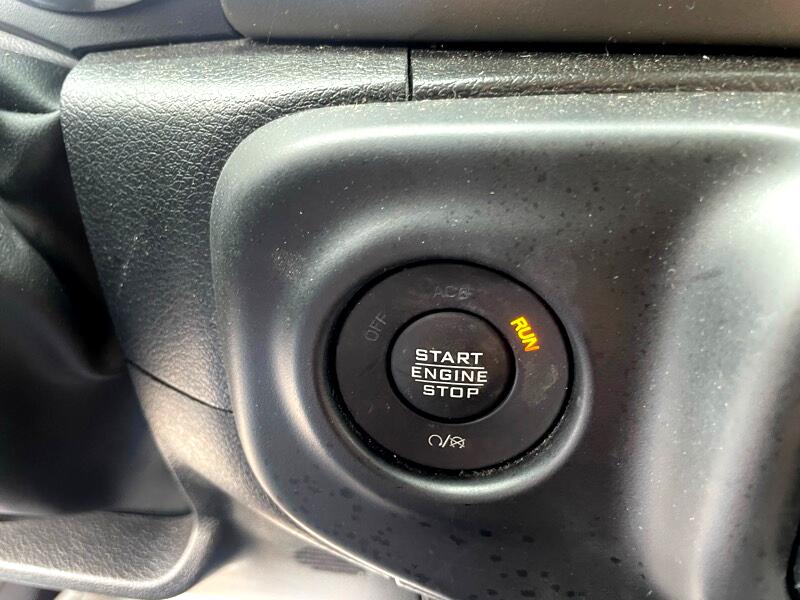 OFF
ACC
RUN
START
ENGINE
STOP